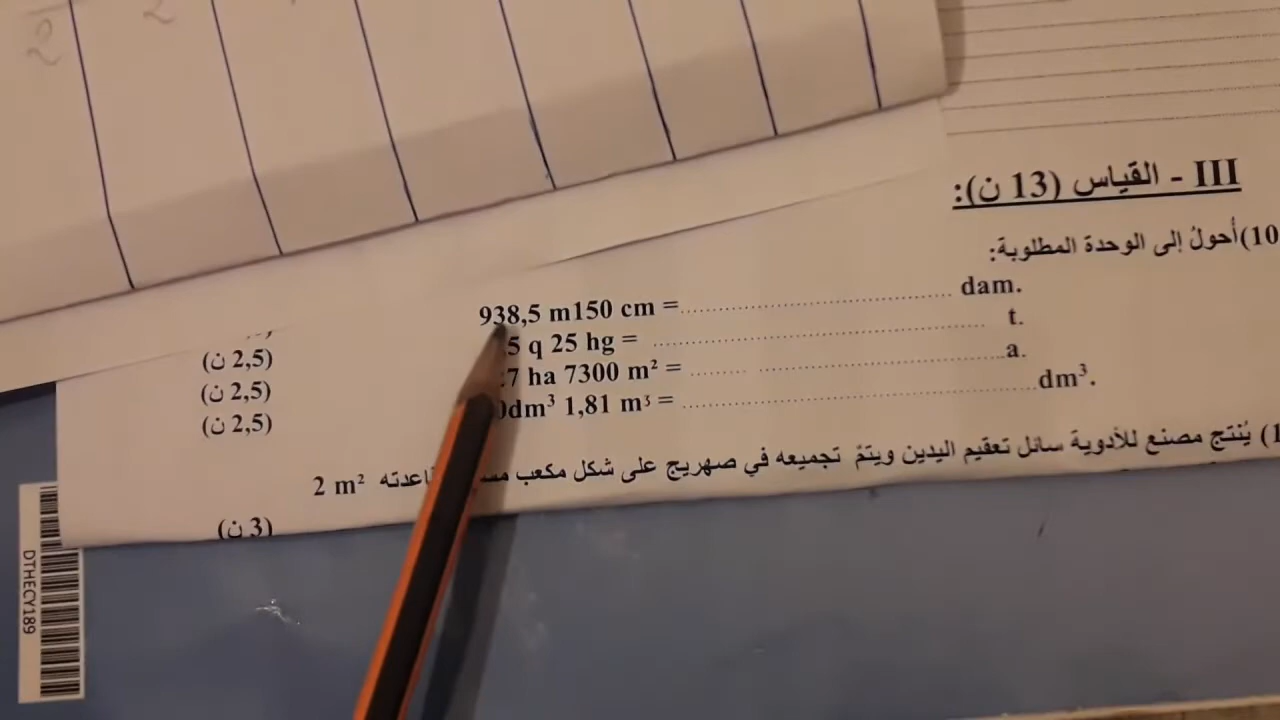 III - القياس (13 ن):
10) أحولُ إلى الوحدة المطلوبة:
938,5 m150 cm = .................... dam.
5 q 25 hg = .................... t.
7 ha 7300 m² = .................... a.
dm³ 1,81 m³ = .................... dm³.
(2,5 ن)
(2,5 ن)
(2,5 ن)
يُنتج مصنع للأدوية سائل تعقيم اليدين ويتمّ تجميعه في صهريج على شكل مكعب 2 m²
(3 ن)
DTHECY189